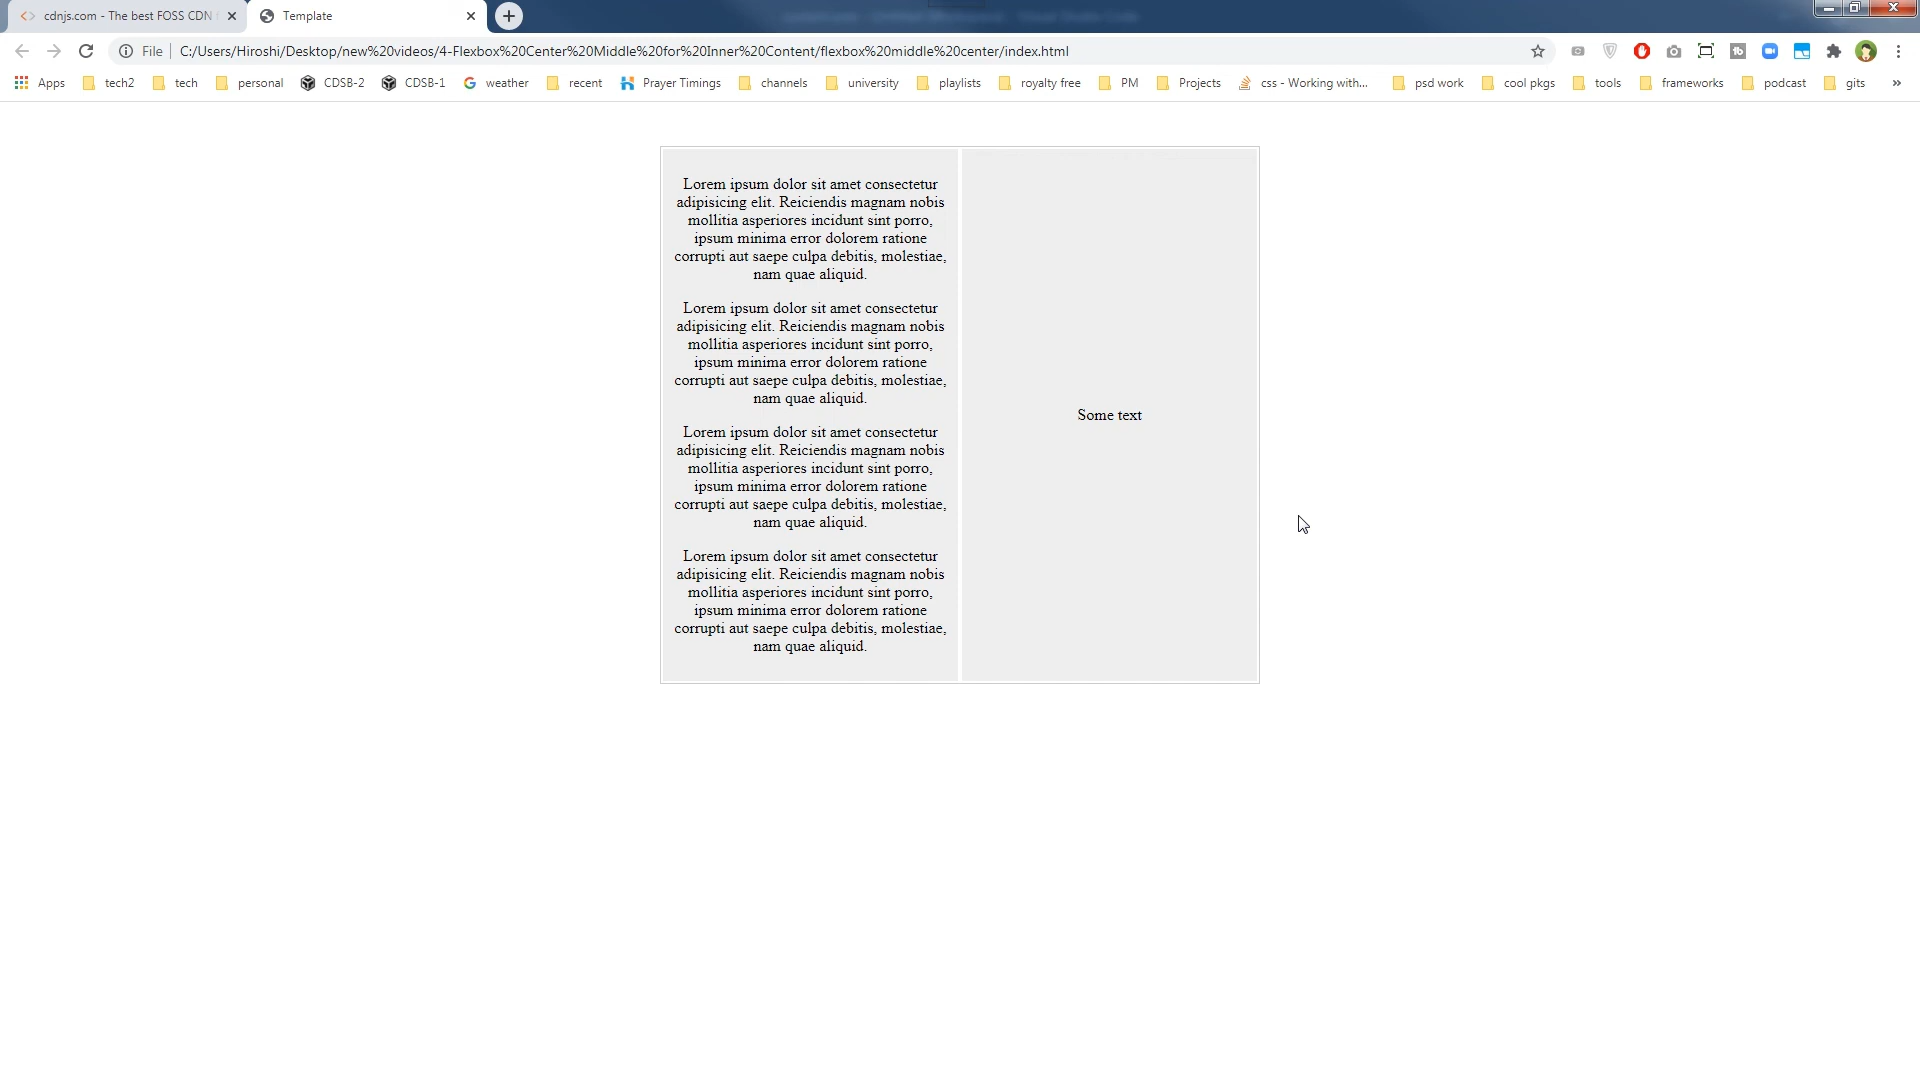 cdnjs.com - The best FOSS CDN
Template
File
C:/Users/Hiroshi/Desktop/new%20videos/4-Flexbox%20Center%20Middle%20for%20Inner%20Content/flexbox%20middle%20center/index.html
Apps tech2 tech personal CDSB-2 CDSB-1 weather recent Prayer Timings channels university playlists royalty free PM Projects css - Working with... psd work cool pkgs tools frameworks podcast gits »
Lorem ipsum dolor sit amet consectetur
adipisicing elit. Reiciendis magnam nobis
mollitia asperiores incidunt sint porro,
ipsum minima error dolorem ratione
corrupti aut saepe culpa debitis, molestiae,
nam quae aliquid.
Lorem ipsum dolor sit amet consectetur
adipisicing elit. Reiciendis magnam nobis
mollitia asperiores incidunt sint porro,
ipsum minima error dolorem ratione
corrupti aut saepe culpa debitis, molestiae,
nam quae aliquid.
Lorem ipsum dolor sit amet consectetur
adipisicing elit. Reiciendis magnam nobis
mollitia asperiores incidunt sint porro,
ipsum minima error dolorem ratione
corrupti aut saepe culpa debitis, molestiae,
nam quae aliquid.
Lorem ipsum dolor sit amet consectetur
adipisicing elit. Reiciendis magnam nobis
mollitia asperiores incidunt sint porro,
ipsum minima error dolorem ratione
corrupti aut saepe culpa debitis, molestiae,
nam quae aliquid.
Some text